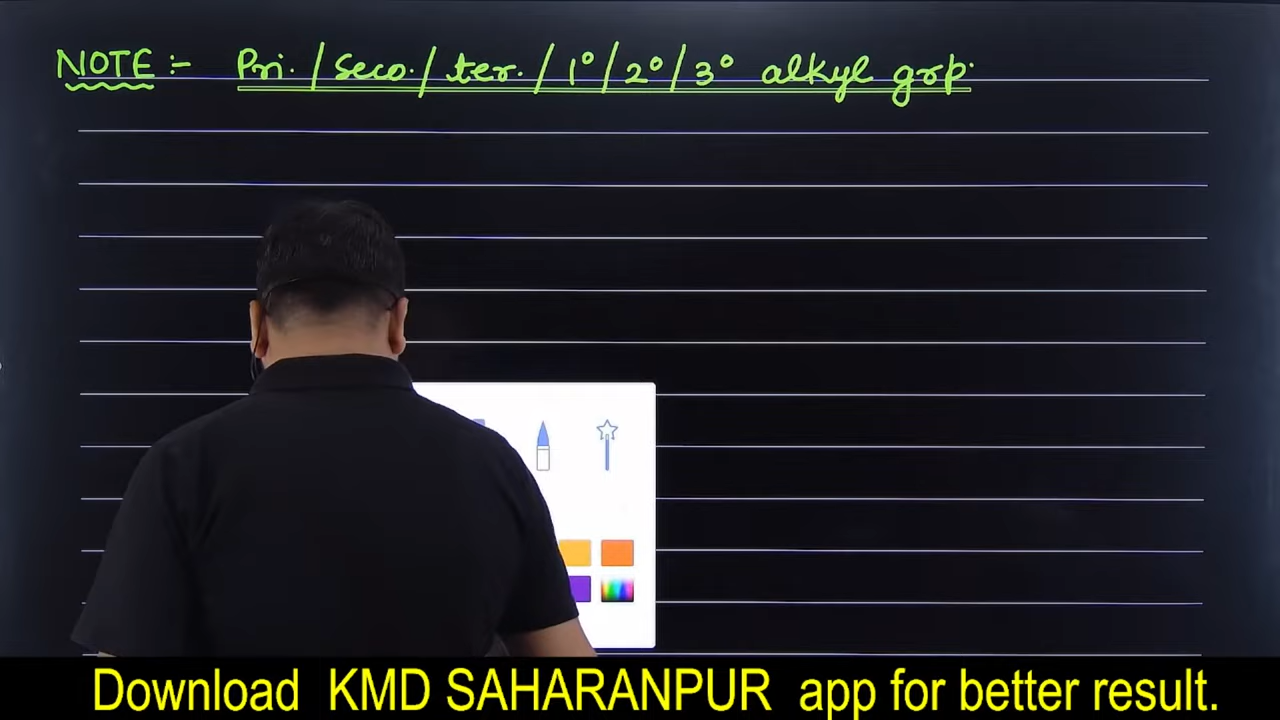 NOTE :- Pri. / Seco. / ter. / 1° / 2° / 3° alkyl grp.
Download KMD SAHARANPUR app for better result.